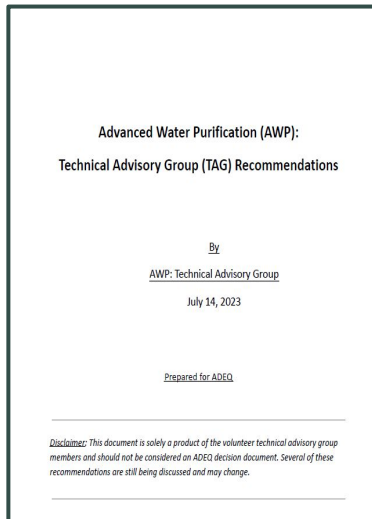 Advanced Water Purification (AWP):
Technical Advisory Group (TAG) Recommendations
By
AWP: Technical Advisory Group
July 14, 2023
Prepared for ADEQ
Disclaimer: This document is solely a product of the volunteer technical advisory group
members and should not be considered an ADEQ decision document. Several of these
recommendations are still being discussed and may change.